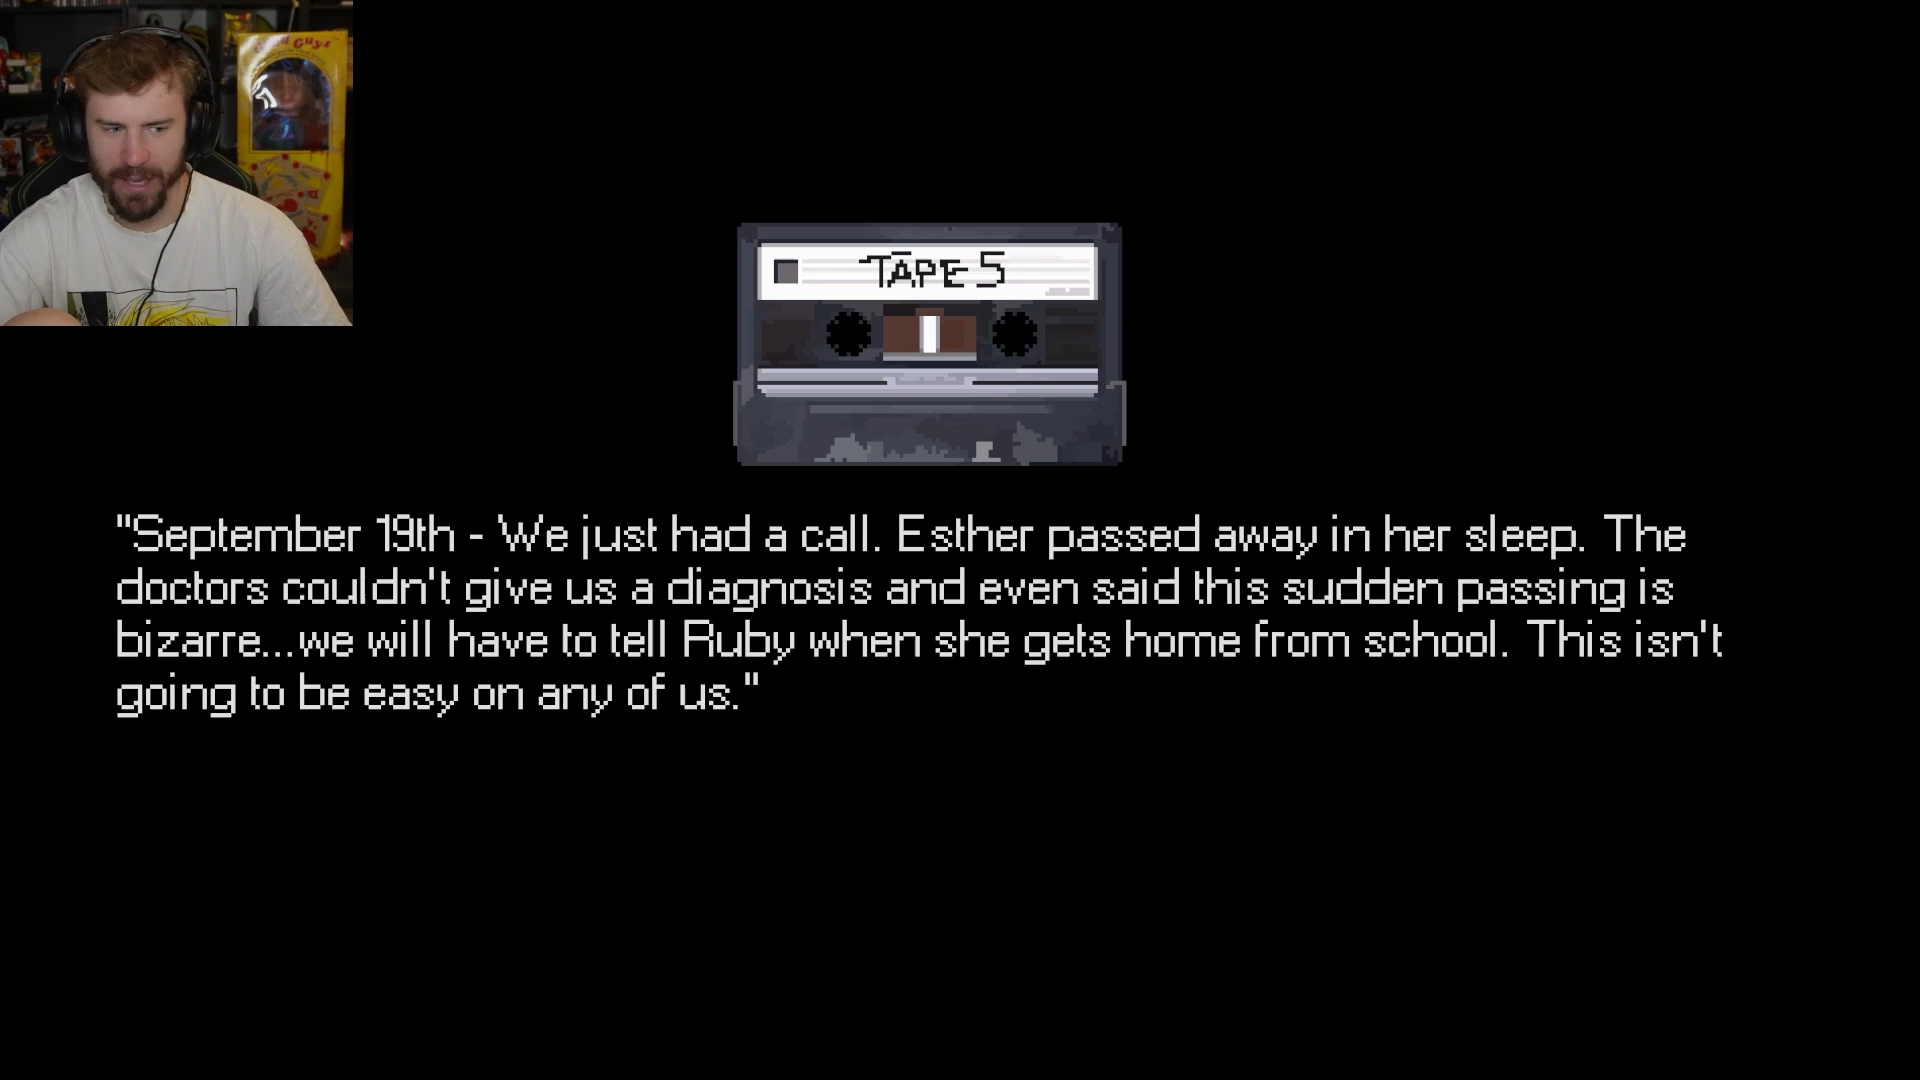 Good Guys
TAPE 5
"September 19th - We just had a call. Esther passed away in her sleep. The
doctors couldn't give us a diagnosis and even said this sudden passing is
bizarre...we will have to tell Ruby when she gets home from school. This isn't
going to be easy on any of us."